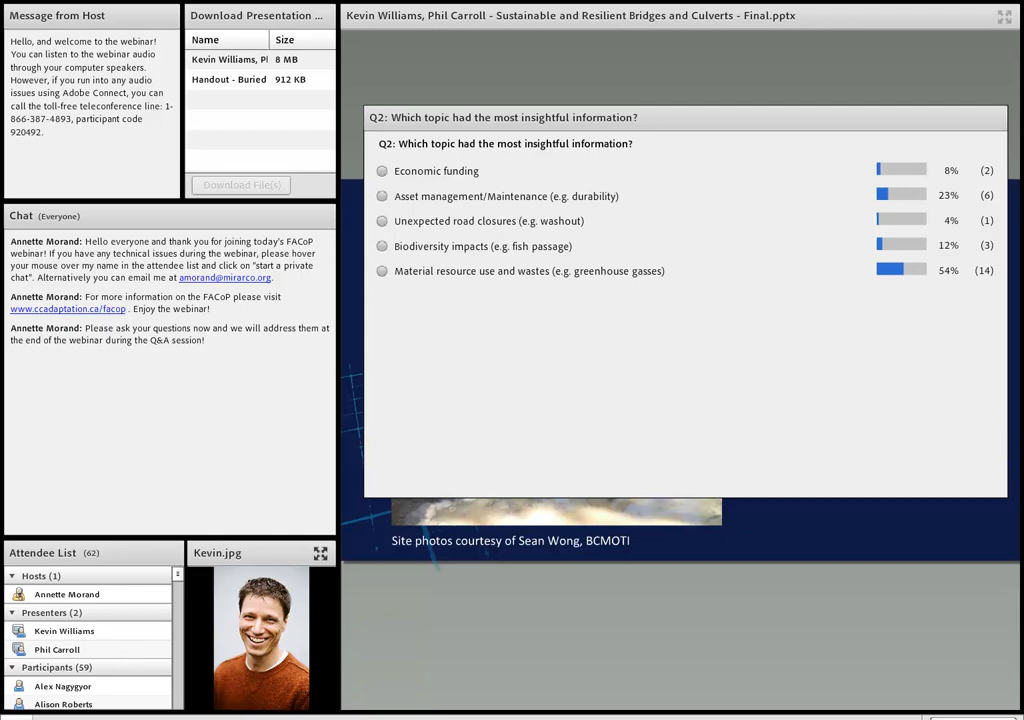 Message from Host
Hello, and welcome to the webinar!
You can listen to the webinar audio
through your computer speakers.
However, if you run into any audio
issues using Adobe Connect, you can
call the toll-free teleconference line: 1-
866-387-4893, participant code
920492.
Download Presentation ...
Name Size
Kevin Williams, Pl 8 MB
Handout - Buried 912 KB
Download File(s)
Chat (Everyone)
Annette Morand: Hello everyone and thank you for joining today's FACoP
webinar! If you have any technical issues during the webinar, please hover
your mouse over my name in the attendee list and click on "start a private
chat". Alternatively you can email me at amorand@mirarco.org.
Annette Morand: For more information on the FACoP please visit
www.ccadaptation.ca/facop . Enjoy the webinar!
Annette Morand: Please ask your questions now and we will address them at
the end of the webinar during the Q&A session!
Attendee List (62)
Hosts (1)
Annette Morand
Presenters (2)
Kevin Williams
Phil Carroll
Participants (59)
Alex Nagygyor
Alison Roberts
Kevin.jpg
Kevin Williams, Phil Carroll - Sustainable and Resilient Bridges and Culverts - Final.pptx
Q2: Which topic had the most insightful information?
Q2: Which topic had the most insightful information?
Economic funding 8% (2)
Asset management/Maintenance (e.g. durability) 23% (6)
Unexpected road closures (e.g. washout) 4% (1)
Biodiversity impacts (e.g. fish passage) 12% (3)
Material resource use and wastes (e.g. greenhouse gasses) 54% (14)
Site photos courtesy of Sean Wong, BCMOTI